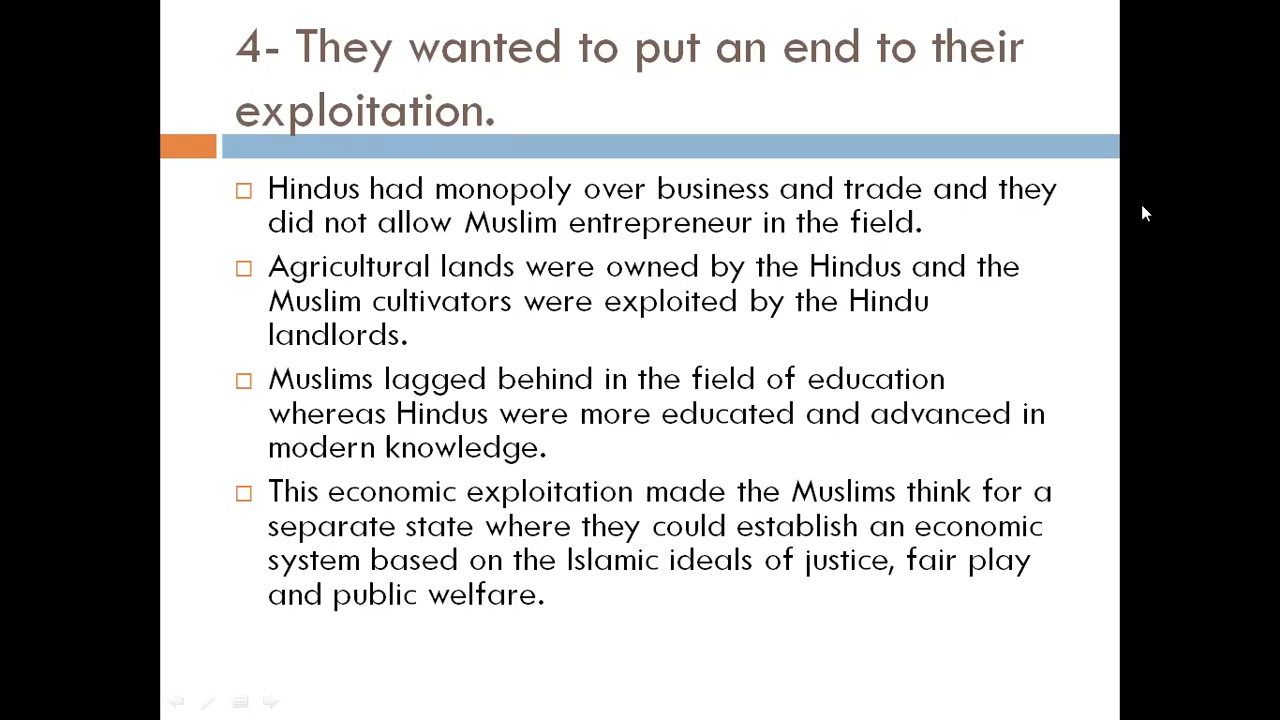 4- They wanted to put an end to their
exploitation.
Hindus had monopoly over business and trade and they
did not allow Muslim entrepreneur in the field.
Agricultural lands were owned by the Hindus and the
Muslim cultivators were exploited by the Hindu
landlords.
Muslims lagged behind in the field of education
whereas Hindus were more educated and advanced in
modern knowledge.
This economic exploitation made the Muslims think for a
separate state where they could establish an economic
system based on the Islamic ideals of justice, fair play
and public welfare.